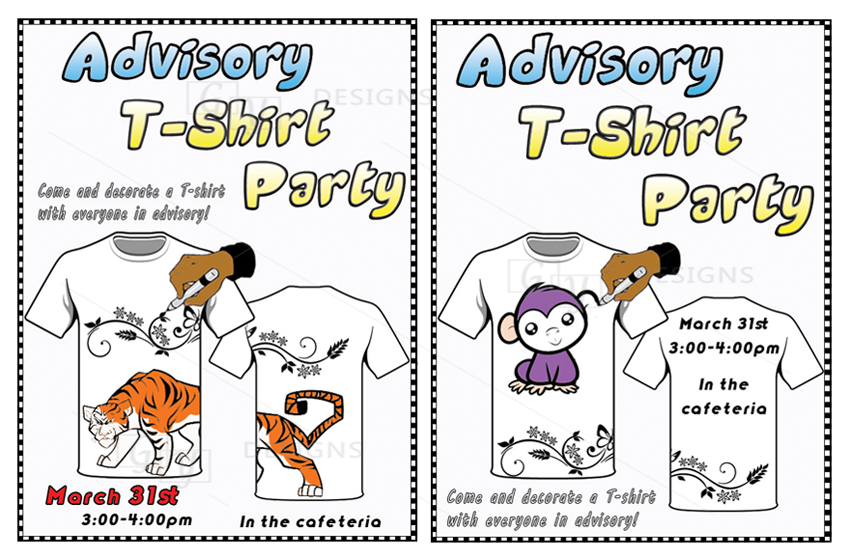 Advisory
T-Shirt
Party
Come and decorate a T-shirt
with everyone in advisory!
March 31st
3:00-4:00pm
In the cafeteria
DESIGNS
DESIGNS
Advisory
T-Shirt
Party
March 31st
3:00-4:00pm
In the
cafeteria
Come and decorate a T-shirt
with everyone in advisory!
DESIGNS